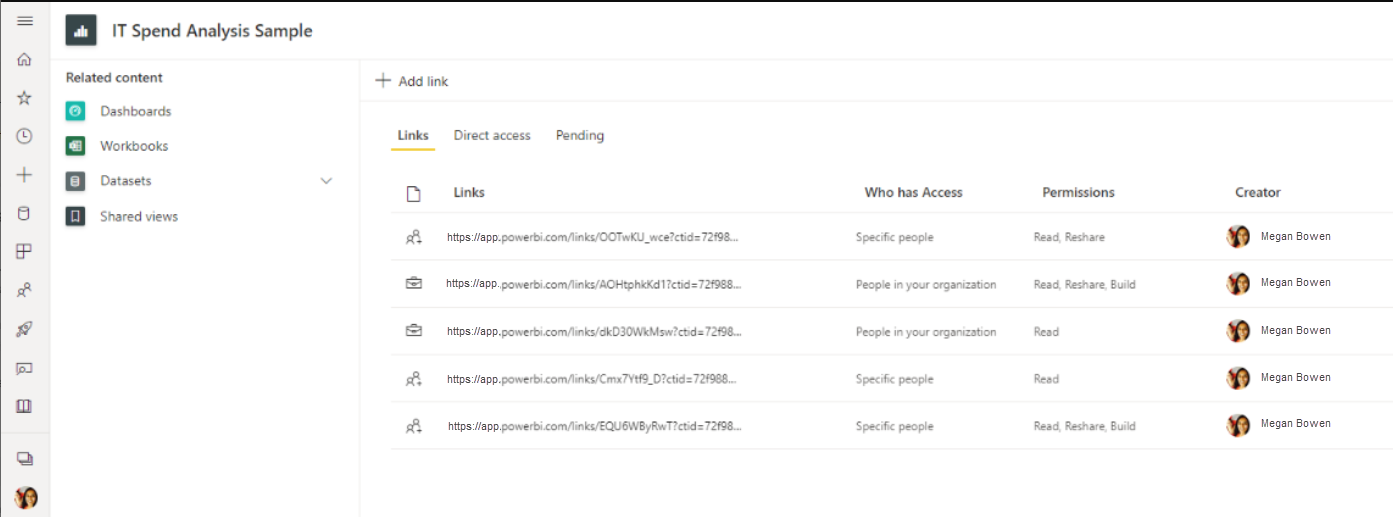 IT Spend Analysis Sample
Related content
Dashboards
Workbooks
Datasets
Shared views
Add link
Links Direct access Pending
Links Who has Access Permissions Creator
https://app.powerbi.com/links/OOTwKU_wce?ctid=72f98... Specific people Read, Reshare Megan Bowen
https://app.powerbi.com/links/AOHtphkKd1?ctid=72f988... People in your organization Read, Reshare, Build Megan Bowen
https://app.powerbi.com/links/dkD30WkMsw?ctid=72f98... People in your organization Read Megan Bowen
https://app.powerbi.com/links/Cmx7Ytf9_D?ctid=72f988... Specific people Read Megan Bowen
https://app.powerbi.com/links/EQU6WByRwT?ctid=72f98... Specific people Read, Reshare, Build Megan Bowen